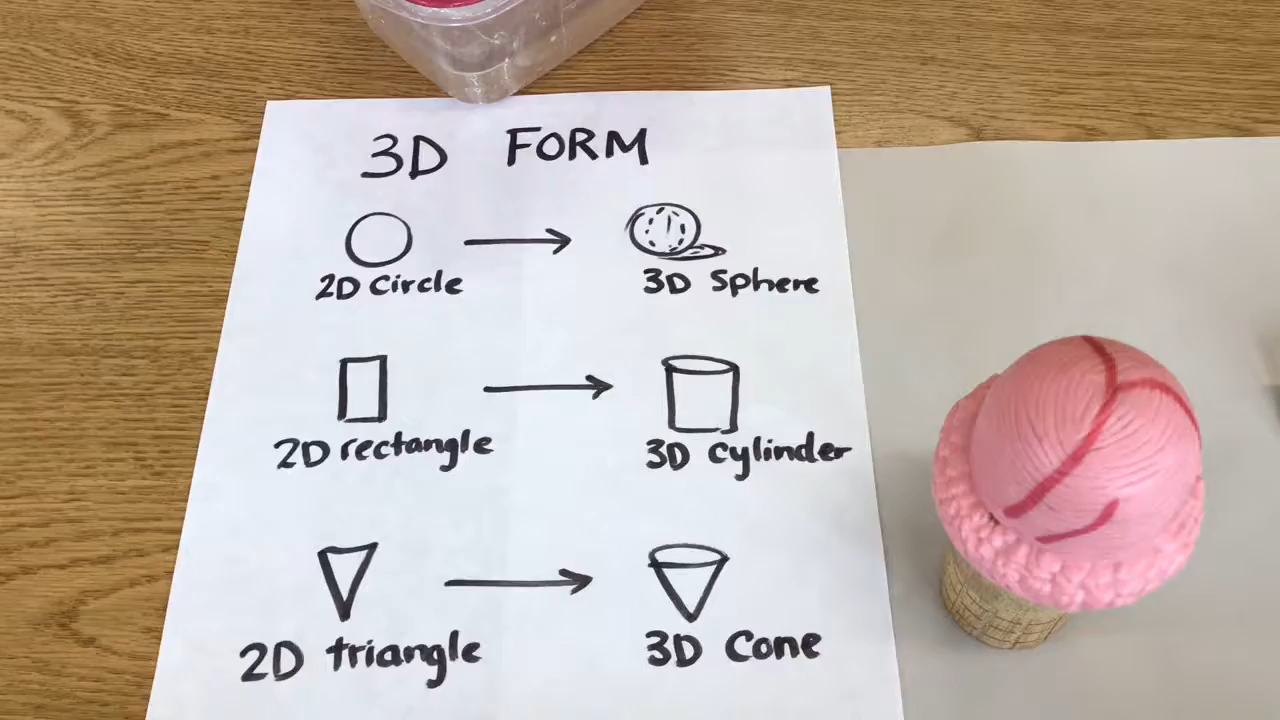 3D FORM
2D Circle
3D Sphere
2D rectangle
3D cylinder
2D triangle
3D Cone